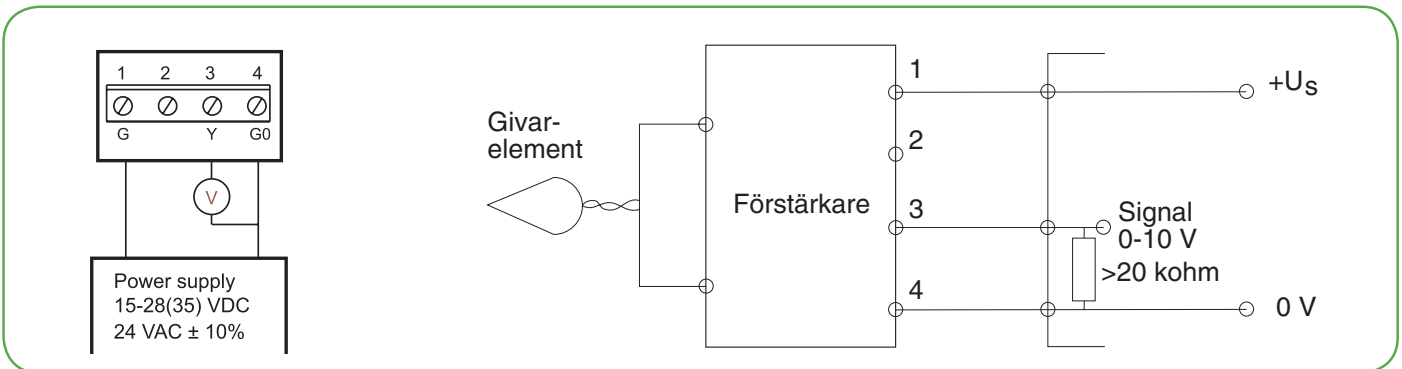 1 2 3 4
G Y G0
V
Power supply
15-28(35) VDC
24 VAC ± 10%
Givar-
element
Förstärkare
1
2
3
4
+Us
Signal
0-10 V
>20 kohm
0 V